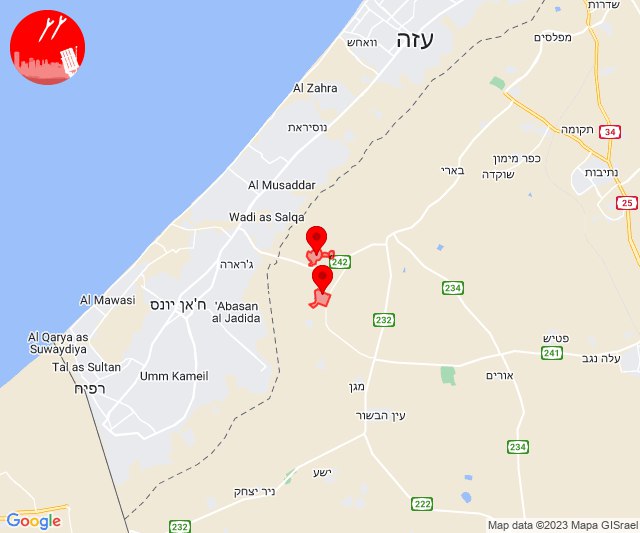 שדרות
מפלסים
וואחש
עזה
Al Zahra
נוסיראת
תקומה
34
כפר מימון
שוקדה
נתיבות
בארי
Al Musaddar
25
Wadi as Salqa
ג'רארה
242
Al Mawasi
ח'אן יונס
'Abasan
al Jadida
234
232
Al Qarya as
Suwaydiya
Tal as Sultan
רפיח
Umm Kameil
פטיש
241
עלה נגב
מגן
אורים
עין הבשור
234
ישע
ניר יצחק
222
232
Google
Map data ©2023 Mapa GISrael